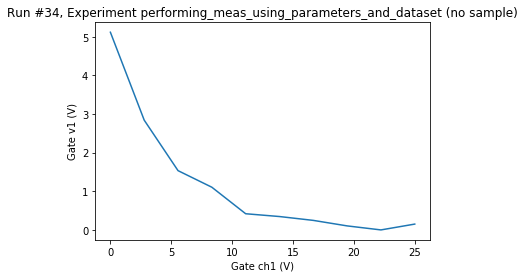 Run #34, Experiment performing_meas_using_parameters_and_dataset (no sample)
5
4
3
2
1
0
Gate v1 (V)
0 5 10 15 20 25
Gate ch1 (V)